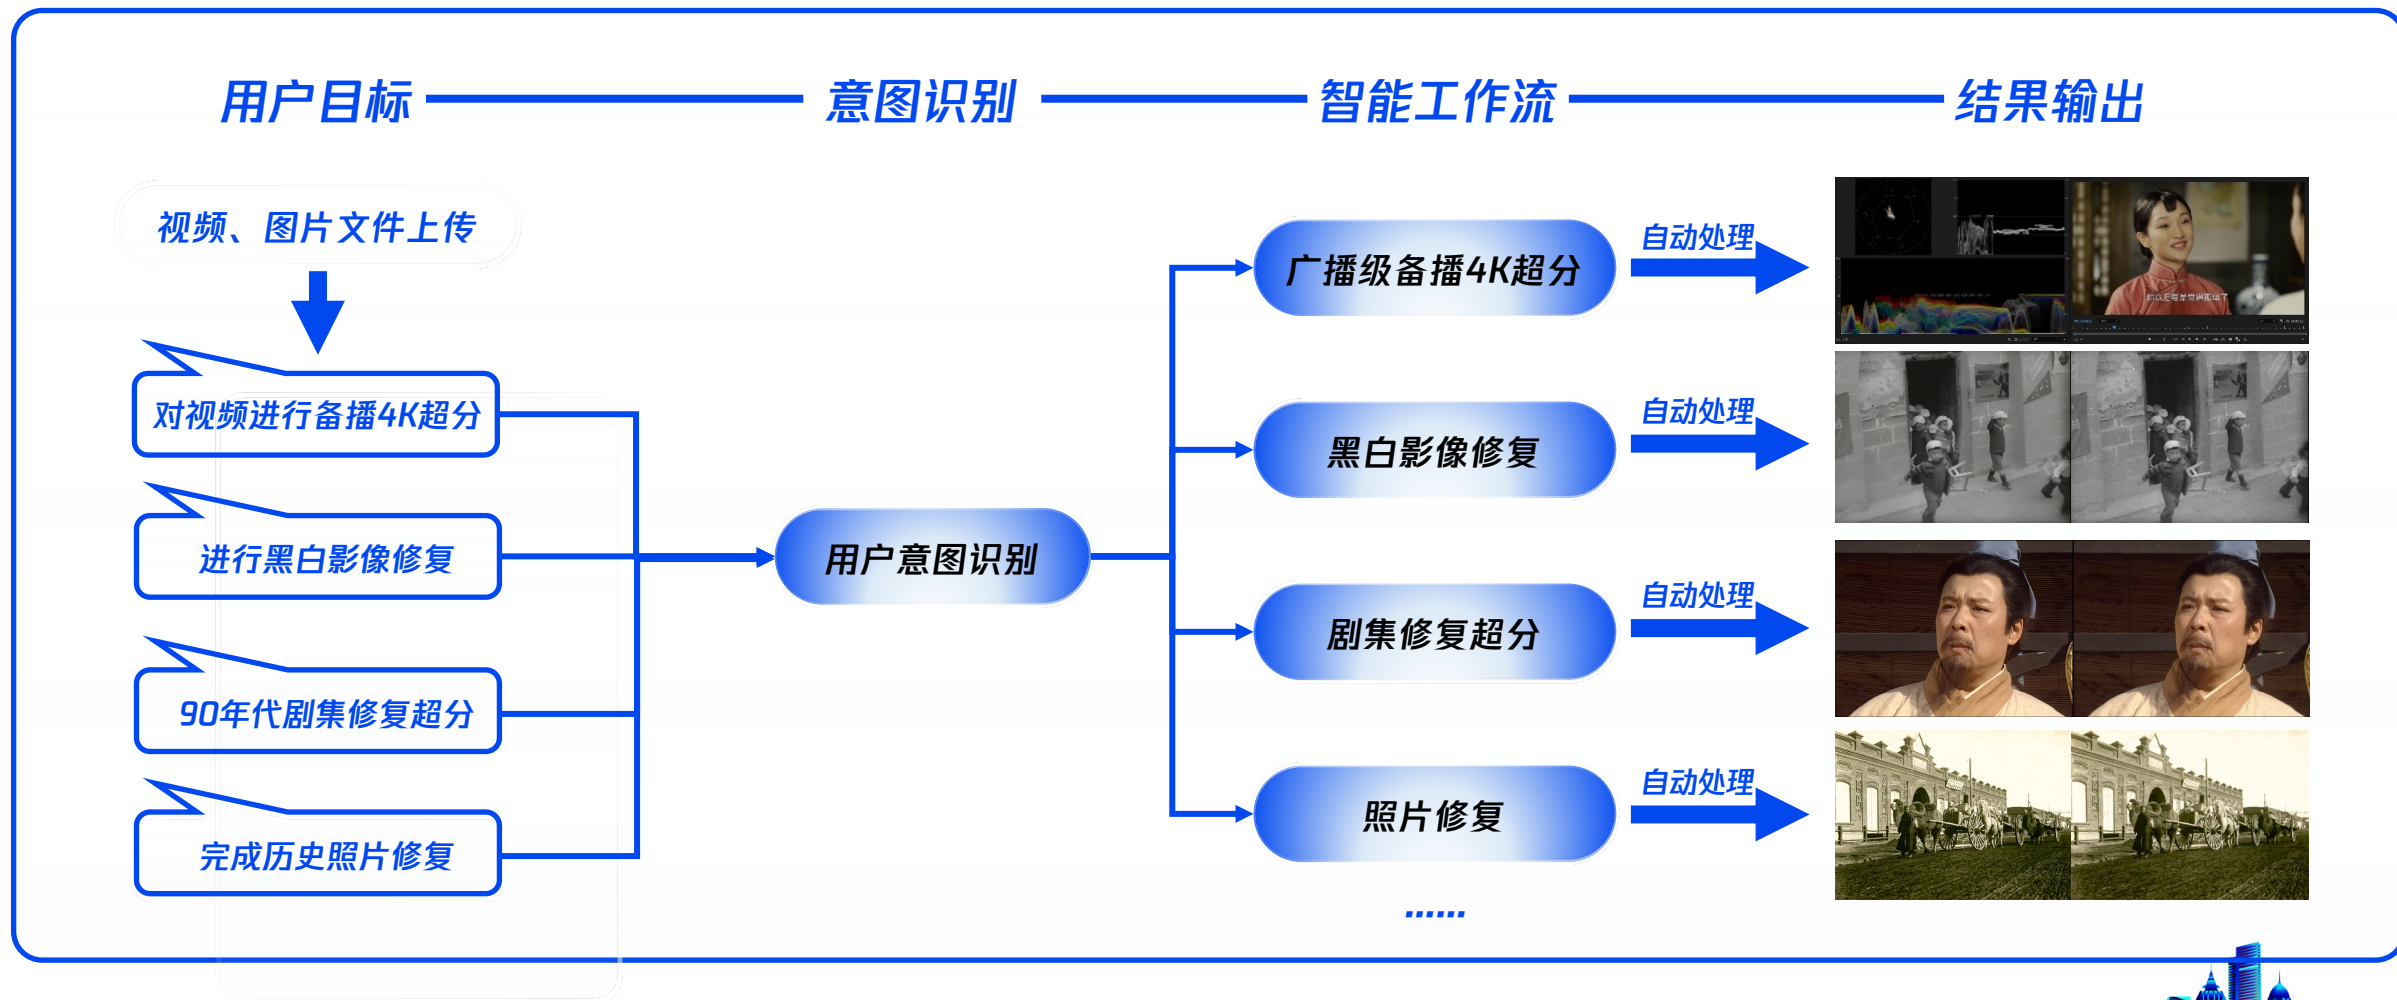 用户目标
意图识别
智能工作流
结果输出
视频、图片文件上传
对视频进行备播4K超分
进行黑白影像修复
90年代剧集修复超分
完成历史照片修复
用户意图识别
广播级备播4K超分
自动处理
黑白影像修复
自动处理
剧集修复超分
自动处理
照片修复
自动处理
......